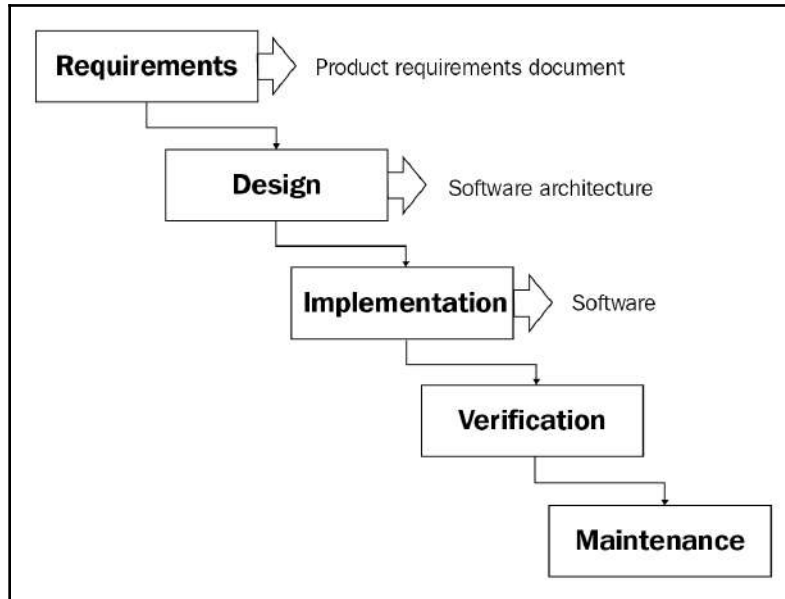 Requirements
Product requirements document
Design
Software architecture
Implementation
Software
Verification
Maintenance